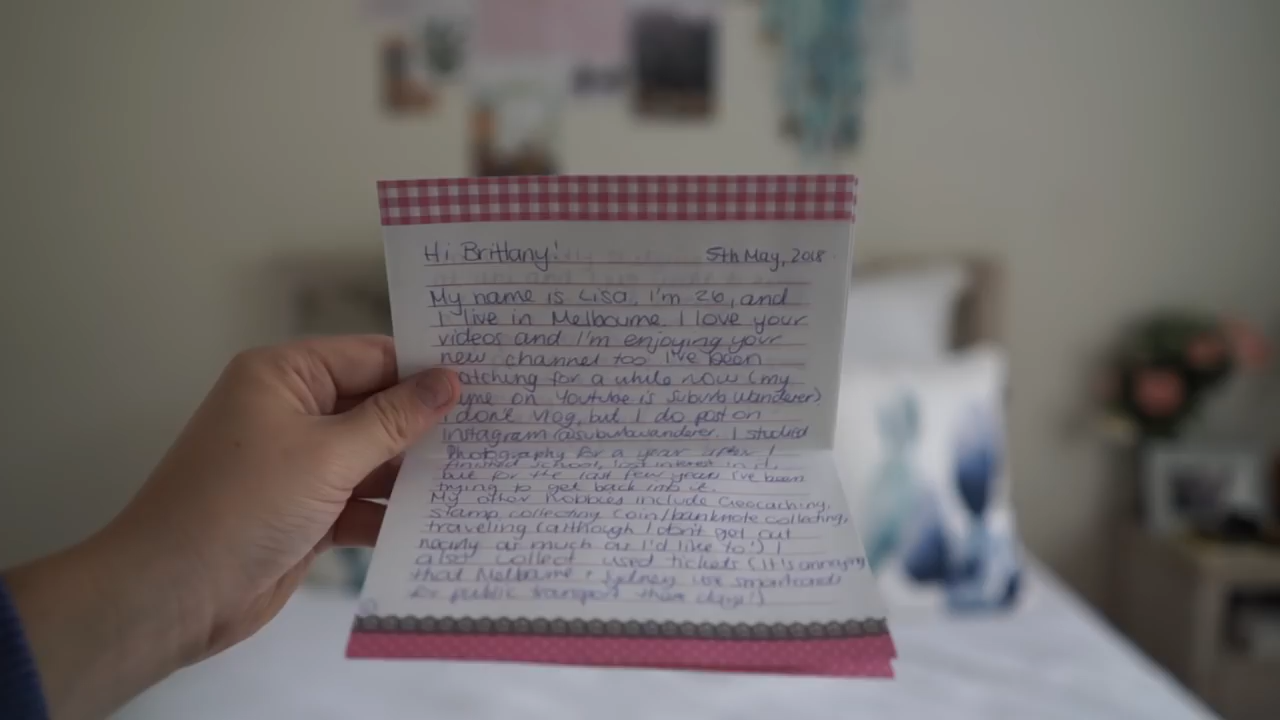 Hi Brittany! 5th May, 2018
My name is Lisa, I'm 26, and
I live in Melbourne. I love your
videos and I'm enjoying your
new channel too. I've been
atching for a while now (my
me on Youtube is Suburb Wanderer)
I don't vlog, but I do post on
Instagram @suburbwanderer. I studied
Photography for a year after I
finished school, lost interest in it,
but for the last few years I've been
trying to get back into it.
My other hobbies include Geocaching,
stamp collecting, coin/banknote collecting,
traveling (although I don't get out
nearly as much as I'd like to!) I
also collect used tickets (it's annoying
that Melbourne + Sydney use smartcards
for public transport these days!)